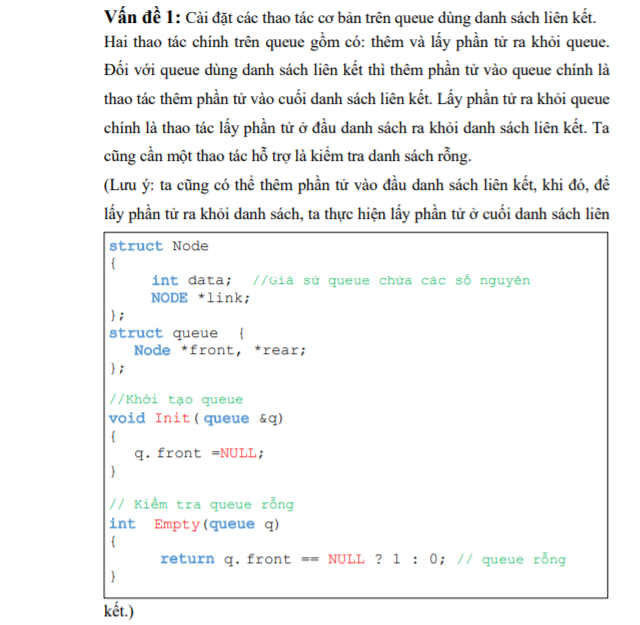 Vấn đề 1: Cài đặt các thao tác cơ bản trên queue dùng danh sách liên kết.
Hai thao tác chính trên queue gồm có: thêm và lấy phần tử ra khỏi queue.
Đối với queue dùng danh sách liên kết thì thêm phần tử vào queue chính là
thao tác thêm phần tử vào cuối danh sách liên kết. Lấy phần tử ra khỏi queue
chính là thao tác lấy phần tử ở đầu danh sách ra khỏi danh sách liên kết. Ta
cũng cần một thao tác hỗ trợ là kiểm tra danh sách rỗng.
(Lưu ý: ta cũng có thể thêm phần tử vào đầu danh sách liên kết, khi đó, để
lấy phần tử ra khỏi danh sách, ta thực hiện lấy phần tử ở cuối danh sách liên
struct Node
{
int data; //Giả sử queue chứa các số nguyên
NODE *link;
};
struct queue {
Node *front, *rear;
};
//Khởi tạo queue
void Init( queue &q)
{
q. front =NULL;
}
// Kiểm tra queue rỗng
int Empty(queue q)
{
return q. front == NULL ? 1 : 0; // queue rỗng
}
kết.)